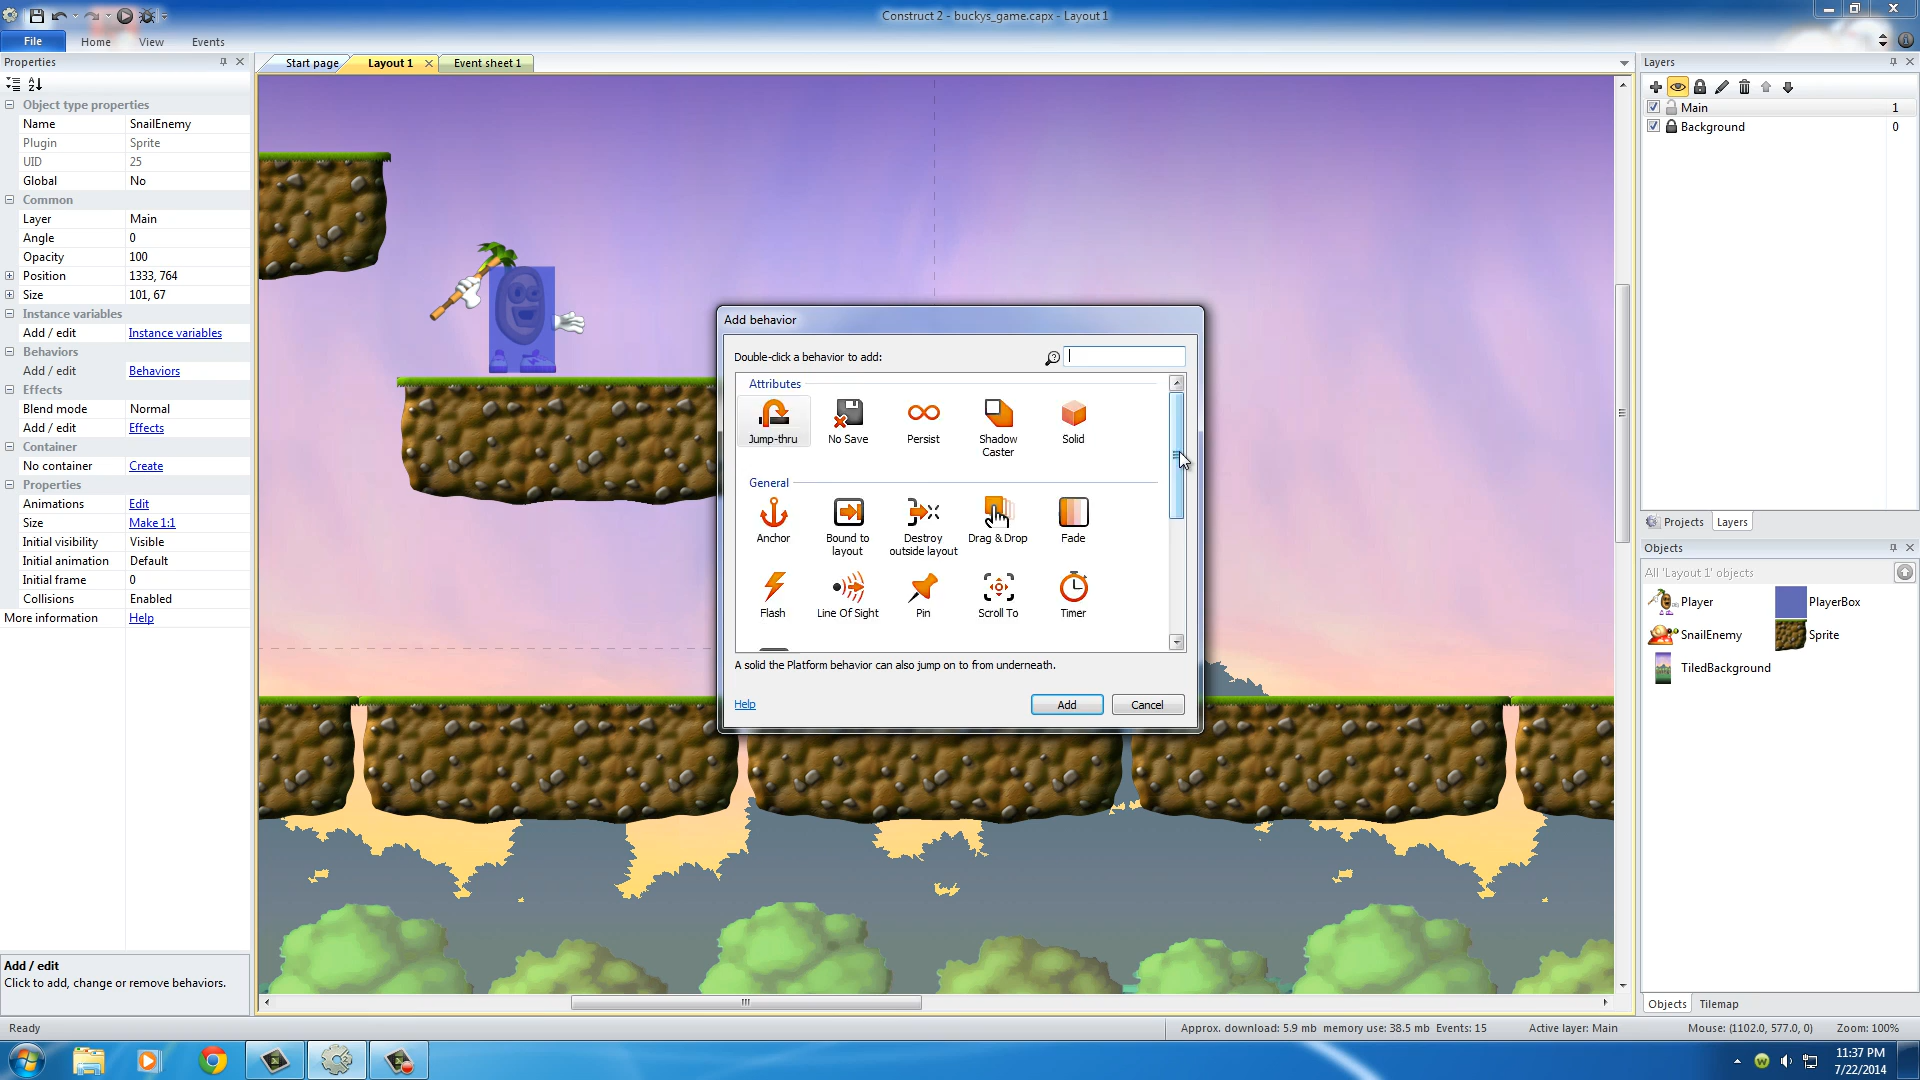 Construct 2 - buckys_game.capx - Layout 1
File Home View Events
Properties
Object type properties
Name SnailEnemy
Plugin Sprite
UID 25
Global No
Common
Layer Main
Angle 0
Opacity 100
Position 1333, 764
Size 101, 67
Instance variables
Add / edit Instance variables
Behaviors
Add / edit Behaviors
Effects
Blend mode Normal
Add / edit Effects
Container
No container Create
Properties
Animations Edit
Size Make 1:1
Initial visibility Visible
Initial animation Default
Initial frame 0
Collisions Enabled
More information Help
Add / edit
Click to add, change or remove behaviors.
Start page Layout 1 Event sheet 1
Add behavior
Double-click a behavior to add:
Attributes
Jump-thru No Save Persist Shadow Caster Solid
General
Anchor Bound to layout Destroy outside layout Drag & Drop Fade
Flash Line Of Sight Pin Scroll To Timer
A solid the Platform behavior can also jump on to from underneath.
Help Add Cancel
Layers
Main 1
Background 0
Projects Layers
Objects
All 'Layout 1' objects
Player PlayerBox
SnailEnemy Sprite
TiledBackground
Objects Tilemap
Ready Approx. download: 5.9 mb memory use: 38.5 mb Events: 15 Active layer: Main Mouse: (1102.0, 577.0, 0) Zoom: 100%
11:37 PM
7/22/2014